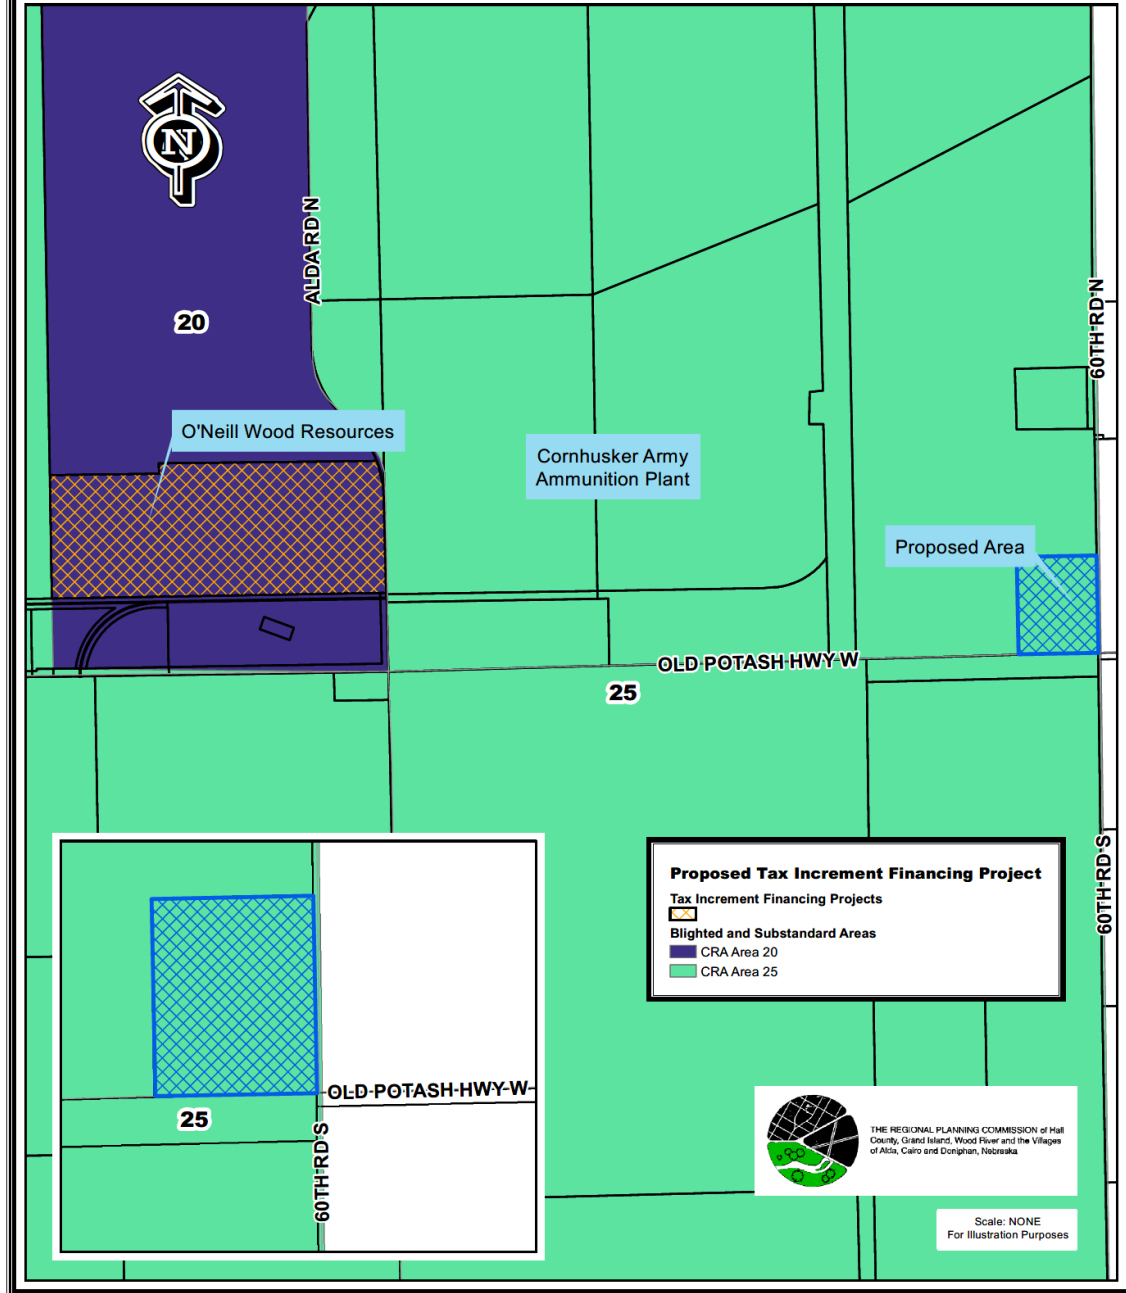 N
ALDA RD N
20
60TH RD N
O'Neill Wood Resources
Cornhusker Army
Ammunition Plant
Proposed Area
OLD POTASH HWY W
25
60TH RD S
Proposed Tax Increment Financing Project
Tax Increment Financing Projects
Blighted and Substandard Areas
CRA Area 20
CRA Area 25
OLD POTASH HWY W
25
60TH RD S
THE REGIONAL PLANNING COMMISSION of Hall
County, Grand Island, Wood River and the Villages
of Alda, Cairo and Doniphan, Nebraska
Scale: NONE
For Illustration Purposes